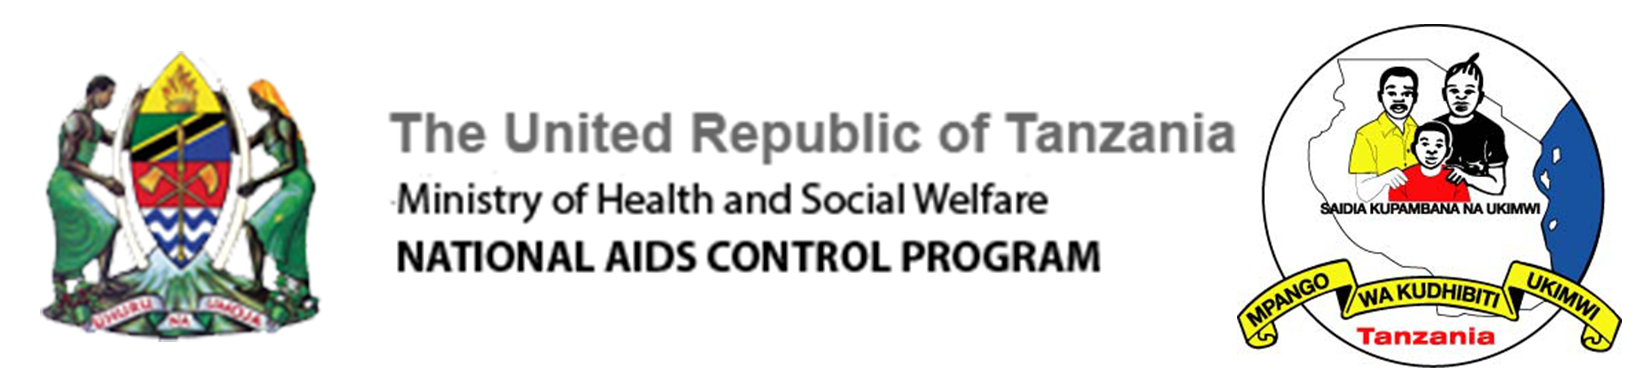 UHURU NA UMOJA
The United Republic of Tanzania
Ministry of Health and Social Welfare
NATIONAL AIDS CONTROL PROGRAM
SAIDIA KUPAMBANA NA UKIMWI
MPANGO WA KUDHIBITI UKIMWI
Tanzania